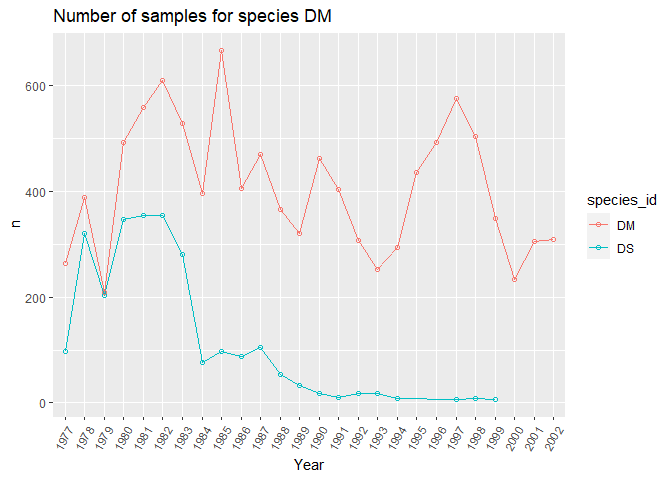 Number of samples for species DM
600
400
200
0
n
1977 1978 1979 1980 1981 1982 1983 1984 1985 1986 1987 1988 1989 1990 1991 1992 1993 1994 1995 1996 1997 1998 1999 2000 2001 2002
Year
species_id
DM
DS